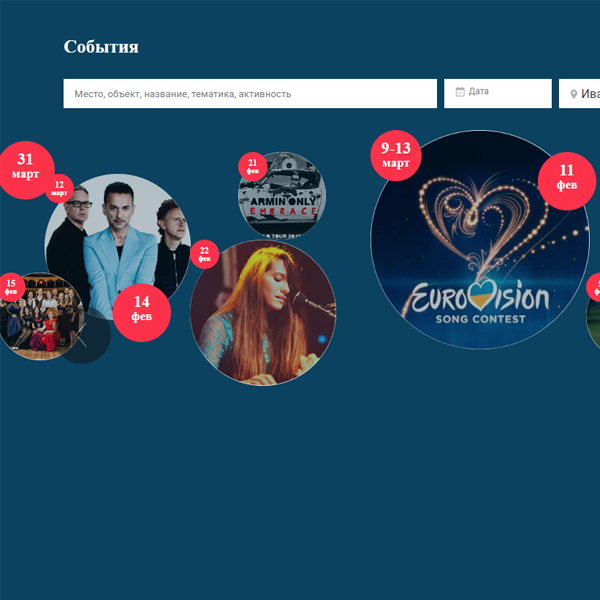 События
Место, объект, название, тематика, активность
Дата
Ива
31
март
12
март
21
фев
9-13
март
11
фев
ARMIN ONLY
EMBRACE
22
фев
15
фев
14
фев
EUROVISION
SONG CONTEST